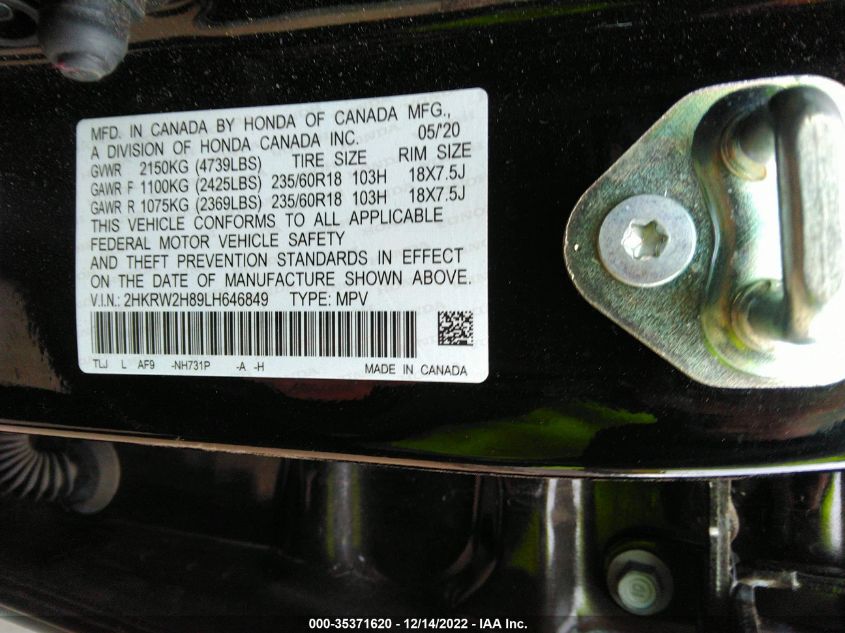 MFD. IN CANADA BY HONDA OF CANADA MFG.,
A DIVISION OF HONDA CANADA INC. 05/'20
GVWR 2150KG (4739LBS) TIRE SIZE RIM SIZE
GAWR F 1100KG (2425LBS) 235/60R18 103H 18X7.5J
GAWR R 1075KG (2369LBS) 235/60R18 103H 18X7.5J
THIS VEHICLE CONFORMS TO ALL APPLICABLE
FEDERAL MOTOR VEHICLE SAFETY
AND THEFT PREVENTION STANDARDS IN EFFECT
ON THE DATE OF MANUFACTURE SHOWN ABOVE.
V.I.N.: 2HKRW2H89LH646849 TYPE: MPV
TLJ L AF9 -NH731P -A -H MADE IN CANADA
000-35371620 - 12/14/2022 - IAA Inc.